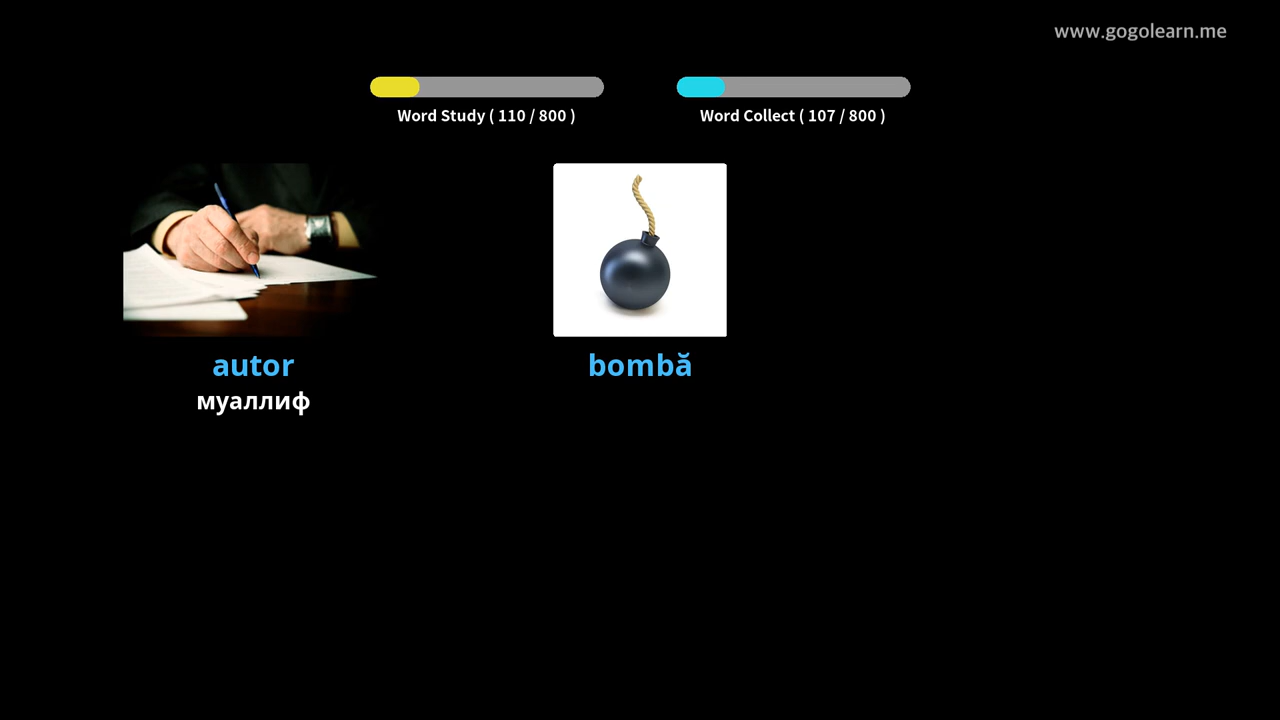 www.gogolearn.me
Word Study ( 110 / 800 )
Word Collect ( 107 / 800 )
autor
муаллиф
bombă